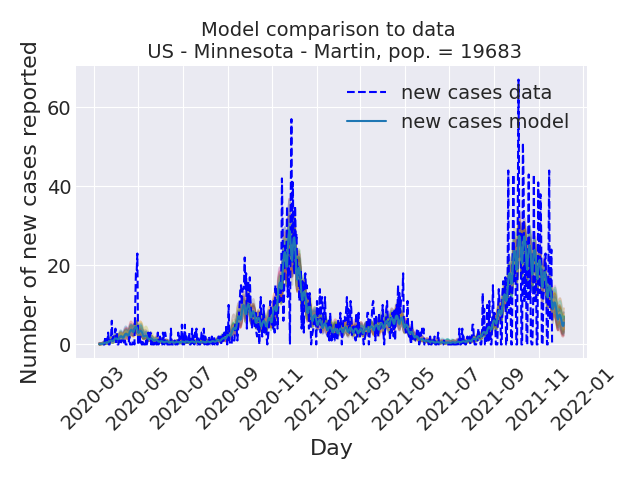 Model comparison to data
US - Minnesota - Martin, pop. = 19683
new cases data
new cases model
Number of new cases reported
60
40
20
0
2020-03
2020-05
2020-07
2020-09
2020-11
2021-01
2021-03
2021-05
2021-07
2021-09
2021-11
2022-01
Day